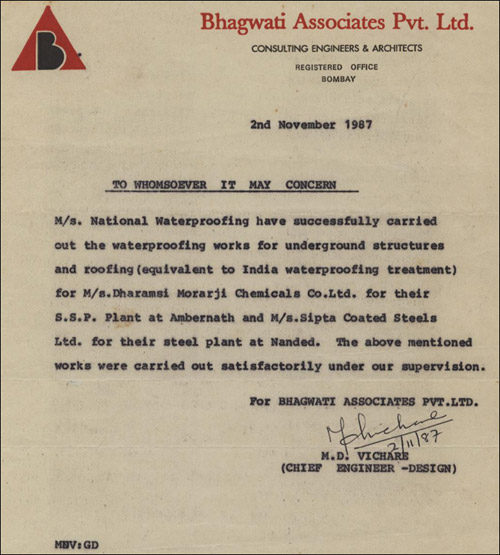 B
Bhagwati Associates Pvt. Ltd.
CONSULTING ENGINEERS & ARCHITECTS
REGISTERED OFFICE
BOMBAY
2nd November 1987
TO WHOMSOEVER IT MAY CONCERN
M/s. National Waterproofing have successfully carried
out the waterproofing works for underground structures
and roofing(equivalent to India waterproofing treatment)
for M/s.Dharamsi Morarji Chemicals Co.Ltd. for their
S.S.P. Plant at Ambernath and M/s.Sipta Coated Steels
Ltd. for their steel plant at Nanded. The above mentioned
works were carried out satisfactorily under our supervision.
For BHAGWATI ASSOCIATES PVT.LTD.
2/11/87
M.D. VICHARE
(CHIEF ENGINEER -DESIGN)
:GD